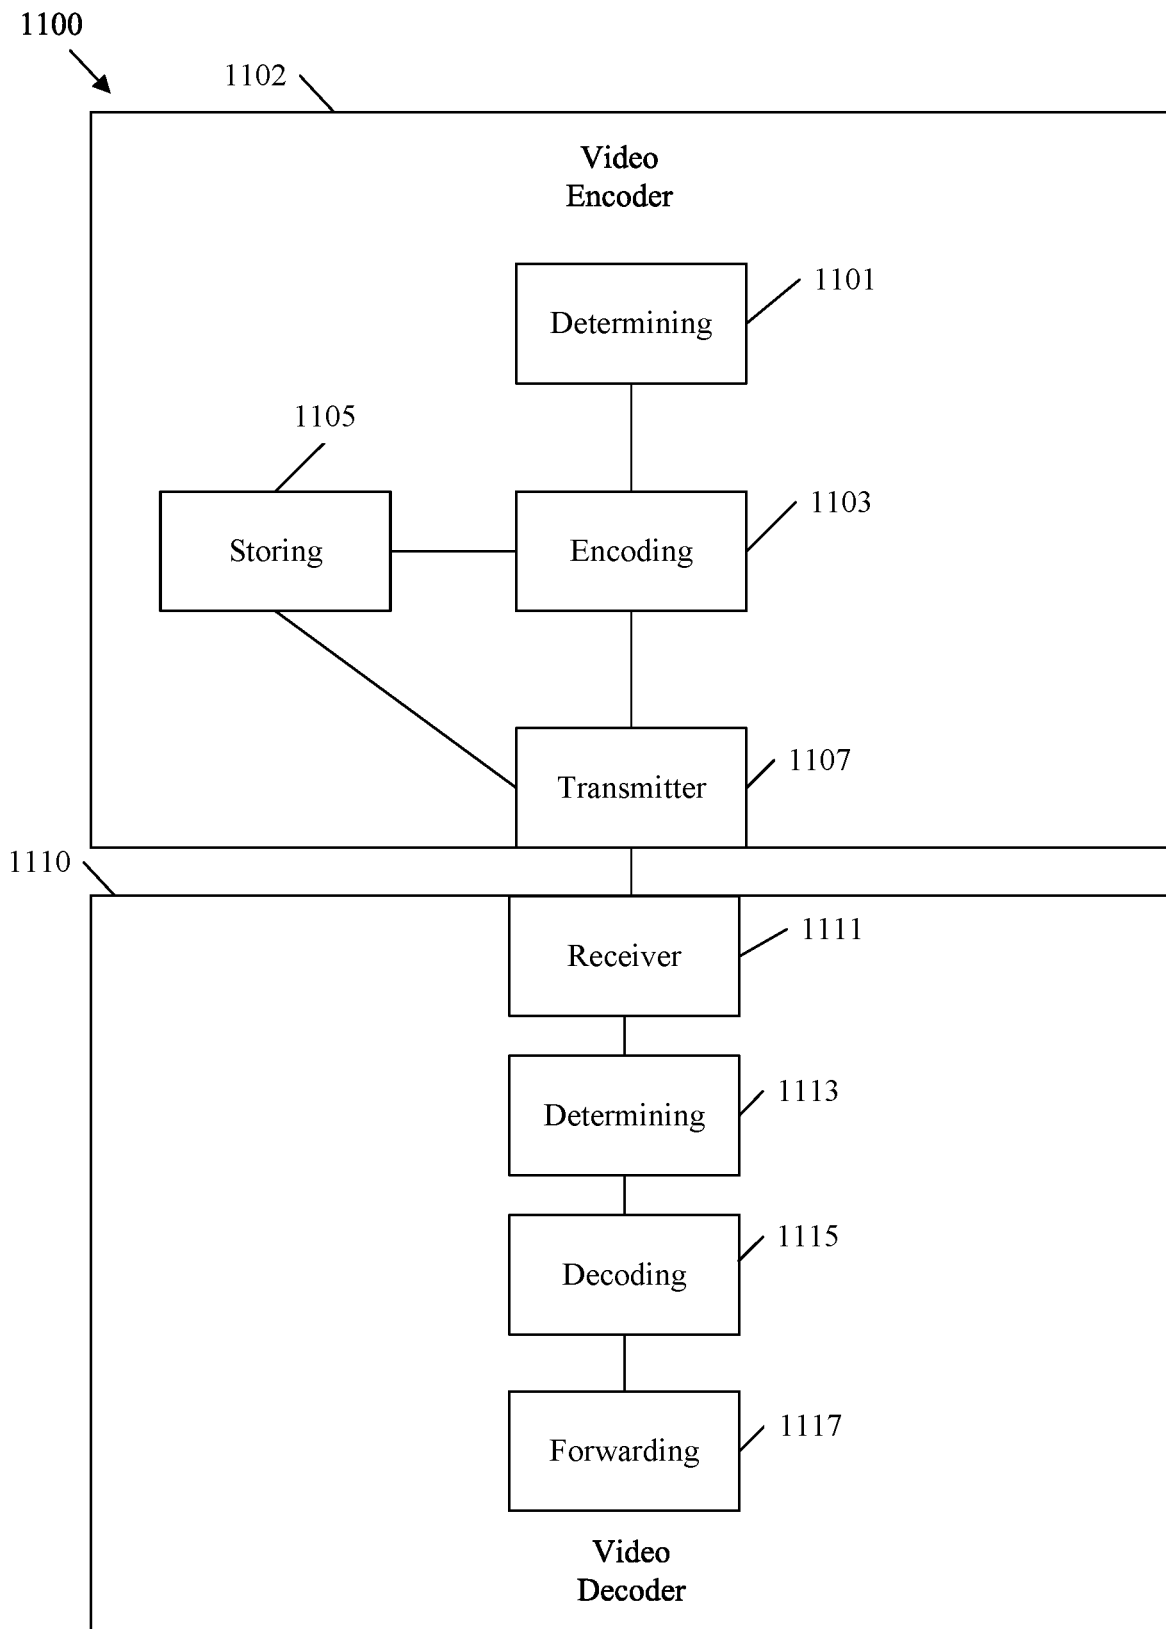 1100
1102
Video
Encoder
1101
Determining
1105
1103
Storing
Encoding
1107
Transmitter
1110
1111
Receiver
1113
Determining
1115
Decoding
1117
Forwarding
Video
Decoder